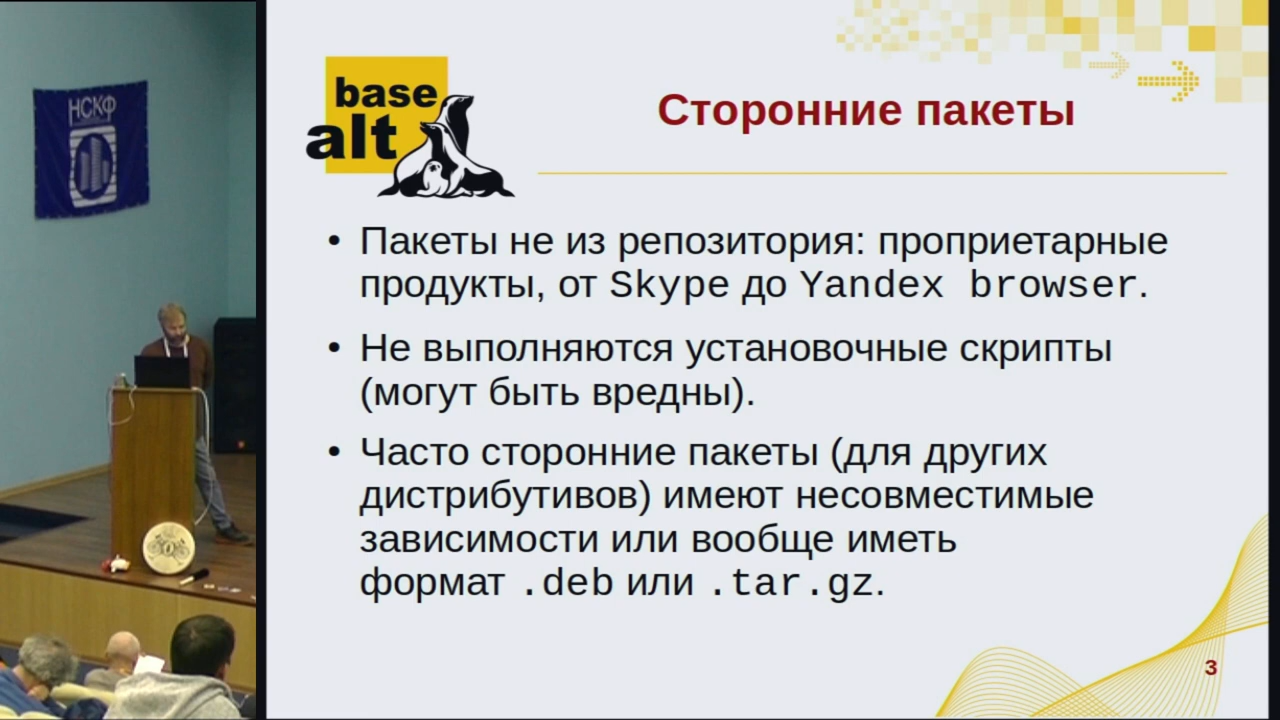 НСКФ
base
alt
Сторонние пакеты
• Пакеты не из репозитория: проприетарные
продукты, от Skype до Yandex browser.
• Не выполняются установочные скрипты
(могут быть вредны).
• Часто сторонние пакеты (для других
дистрибутивов) имеют несовместимые
зависимости или вообще иметь
формат .deb или .tar.gz.
3